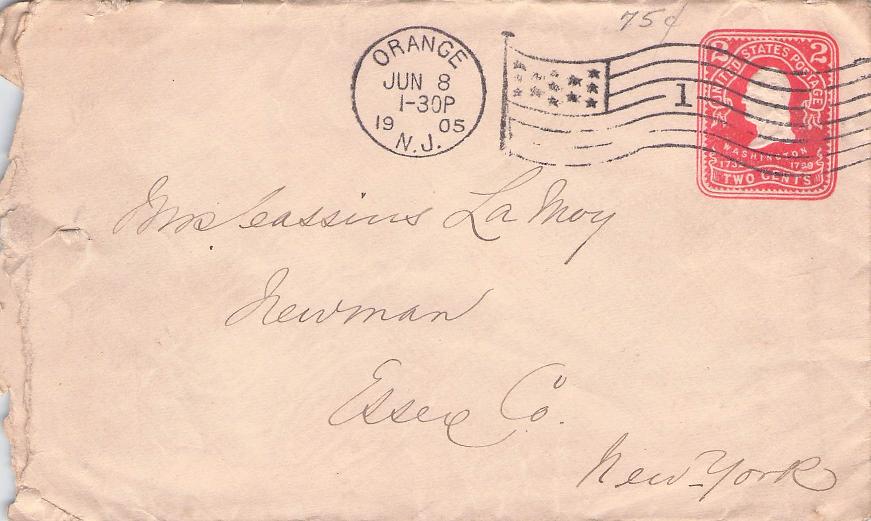 75¢
ORANGE
JUN 8
1-30P
19 05
N.J.
1
2 2
UNITED STATES POSTAGE
WASHINGTON
1732 1799
TWO CENTS
Mrs Cassius La Moy
Newman
Essex Co.
New-York